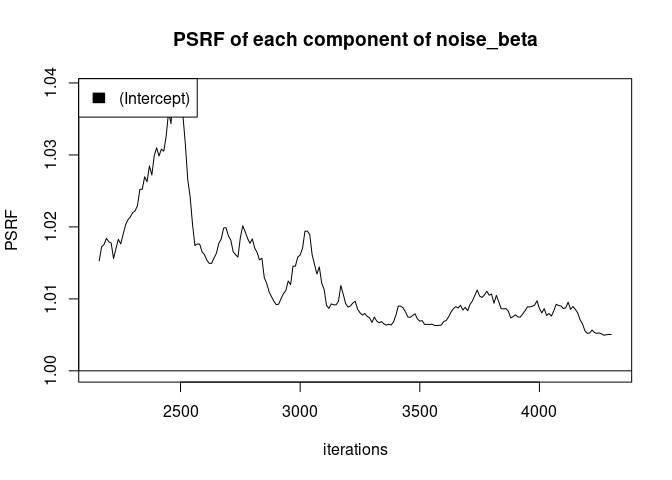 PSRF of each component of noise_beta
(Intercept)
PSRF
1.04
1.03
1.02
1.01
1.00
2500 3000 3500 4000
iterations